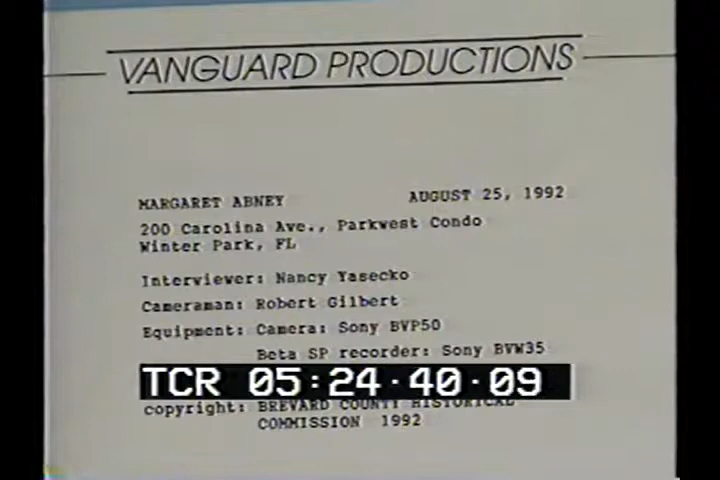 VANGUARD PRODUCTIONS
MARGARET ABNEY AUGUST 25, 1992
200 Carolina Ave., Parkwest Condo
Winter Park, FL
Interviewer: Nancy Yasecko
Cameraman: Robert Gilbert
Equipment: Camera: Sony BVP50
Beta SP recorder: Sony BVW35
TCR 05:24.40.09
copyright: BREVARD COUNTY HISTORICAL
COMMISSION 1992